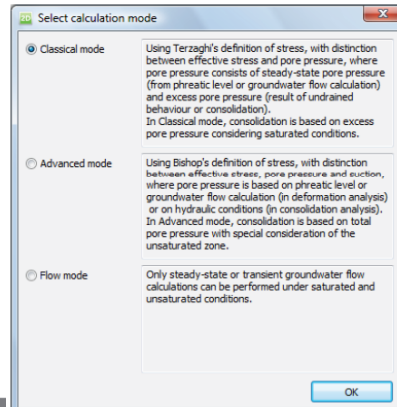 2D Select calculation mode
Classical mode
Using Terzaghi's definition of stress, with distinction
between effective stress and pore pressure, where
pore pressure consists of steady-state pore pressure
(from phreatic level or groundwater flow calculation)
and excess pore pressure (result of undrained
behaviour or consolidation).
In Classical mode, consolidation is based on excess
pore pressure considering saturated conditions.
Advanced mode
Using Bishop's definition of stress, with distinction
between effective stress, pore pressure and suction,
where pore pressure is based on phreatic level or
groundwater flow calculation (in deformation analysis)
or on hydraulic conditions (in consolidation analysis).
In Advanced mode, consolidation is based on total
pore pressure with special consideration of the
unsaturated zone.
Flow mode
Only steady-state or transient groundwater flow
calculations can be performed under saturated and
unsaturated conditions.
OK